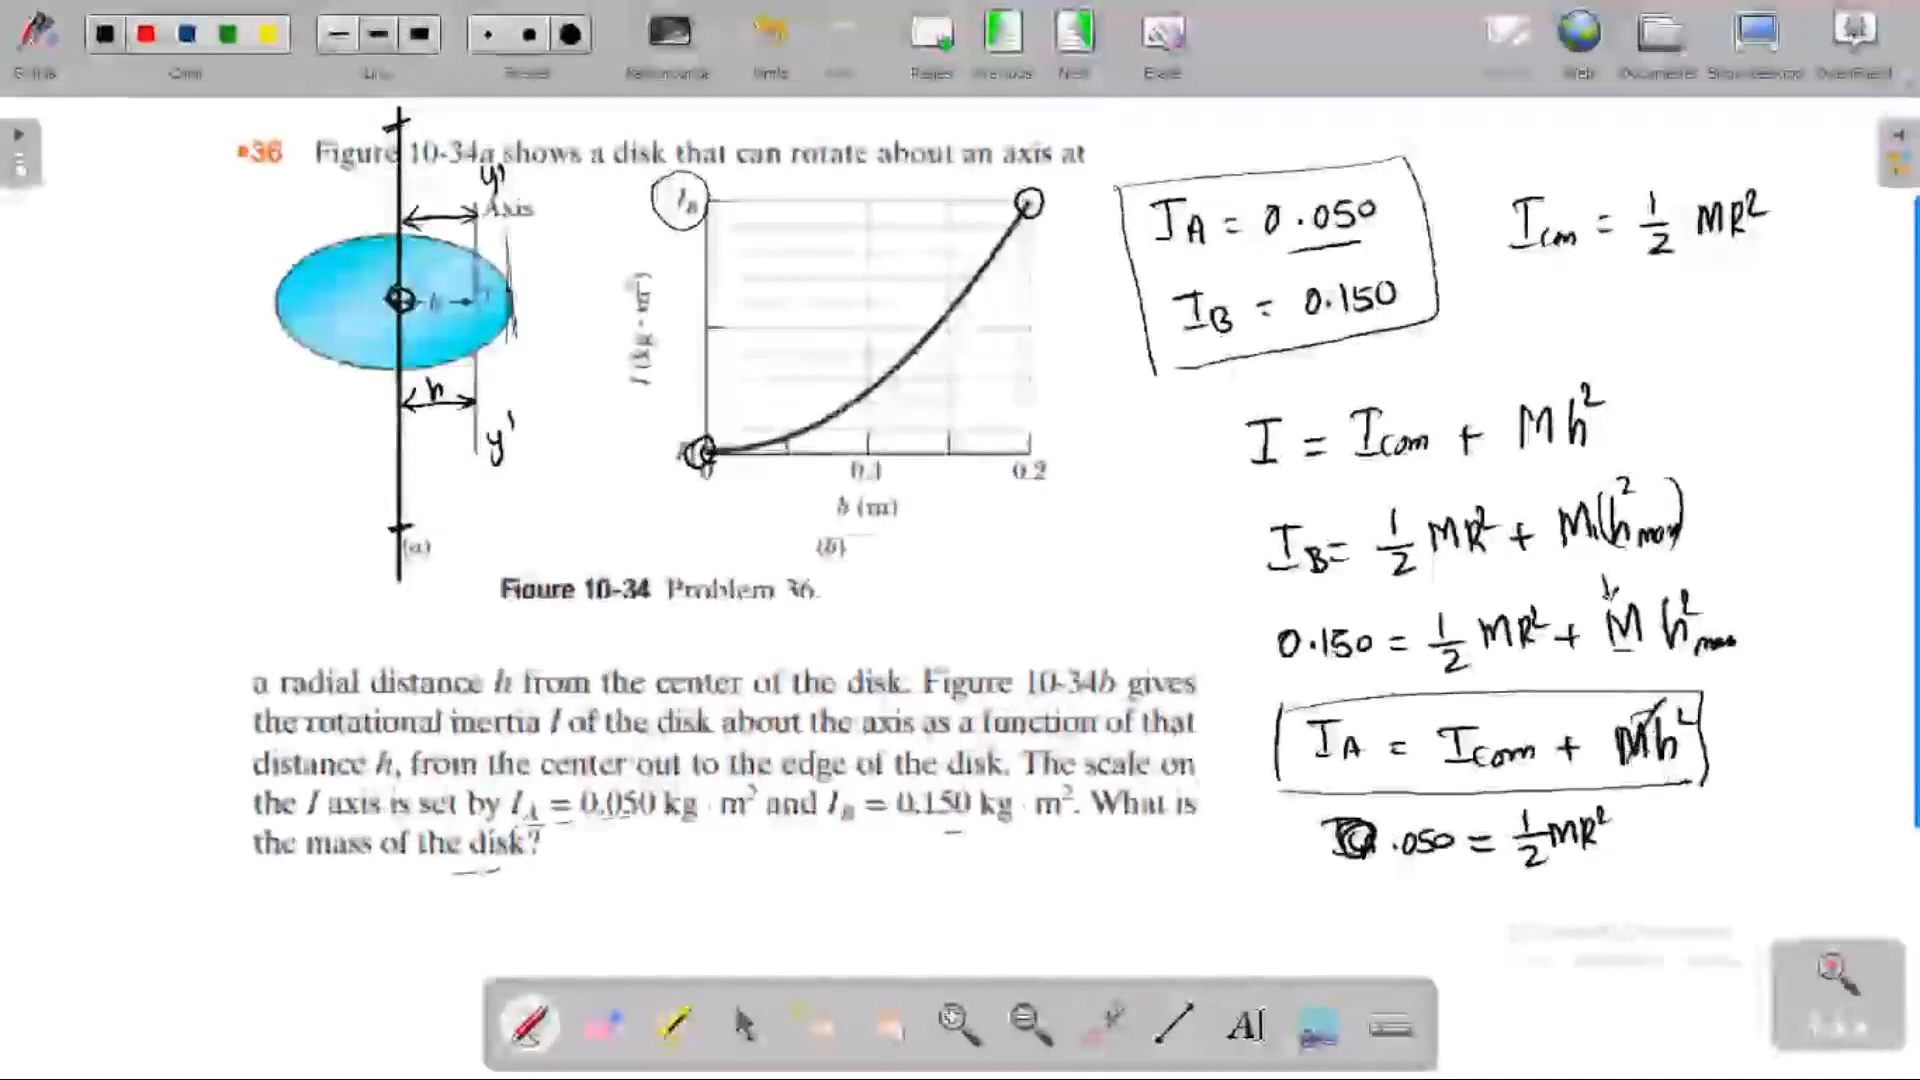 Web
•36 Figure 10-34a shows a disk that can rotate about an axis at
y'
Axis
h
h
y'
(a)
I_B
I (kg · m²)
0
0.1
0.2
h (m)
(b)
Figure 10-34 Problem 36.
a radial distance h from the center of the disk. Figure 10-34b gives
the rotational inertia I of the disk about the axis as a function of that
distance h, from the center out to the edge of the disk. The scale on
the I axis is set by I_A = 0.050 kg · m² and I_B = 0.150 kg · m². What is
the mass of the disk?
I_A = 0.050
I_B = 0.150
I_com = 1/2 MR²
I = I_com + Mh²
I_B = 1/2 MR² + M(h²_max)
0.150 = 1/2 MR² + M h²_max
I_A = I_com + Mh²
.050 = 1/2 MR²
A